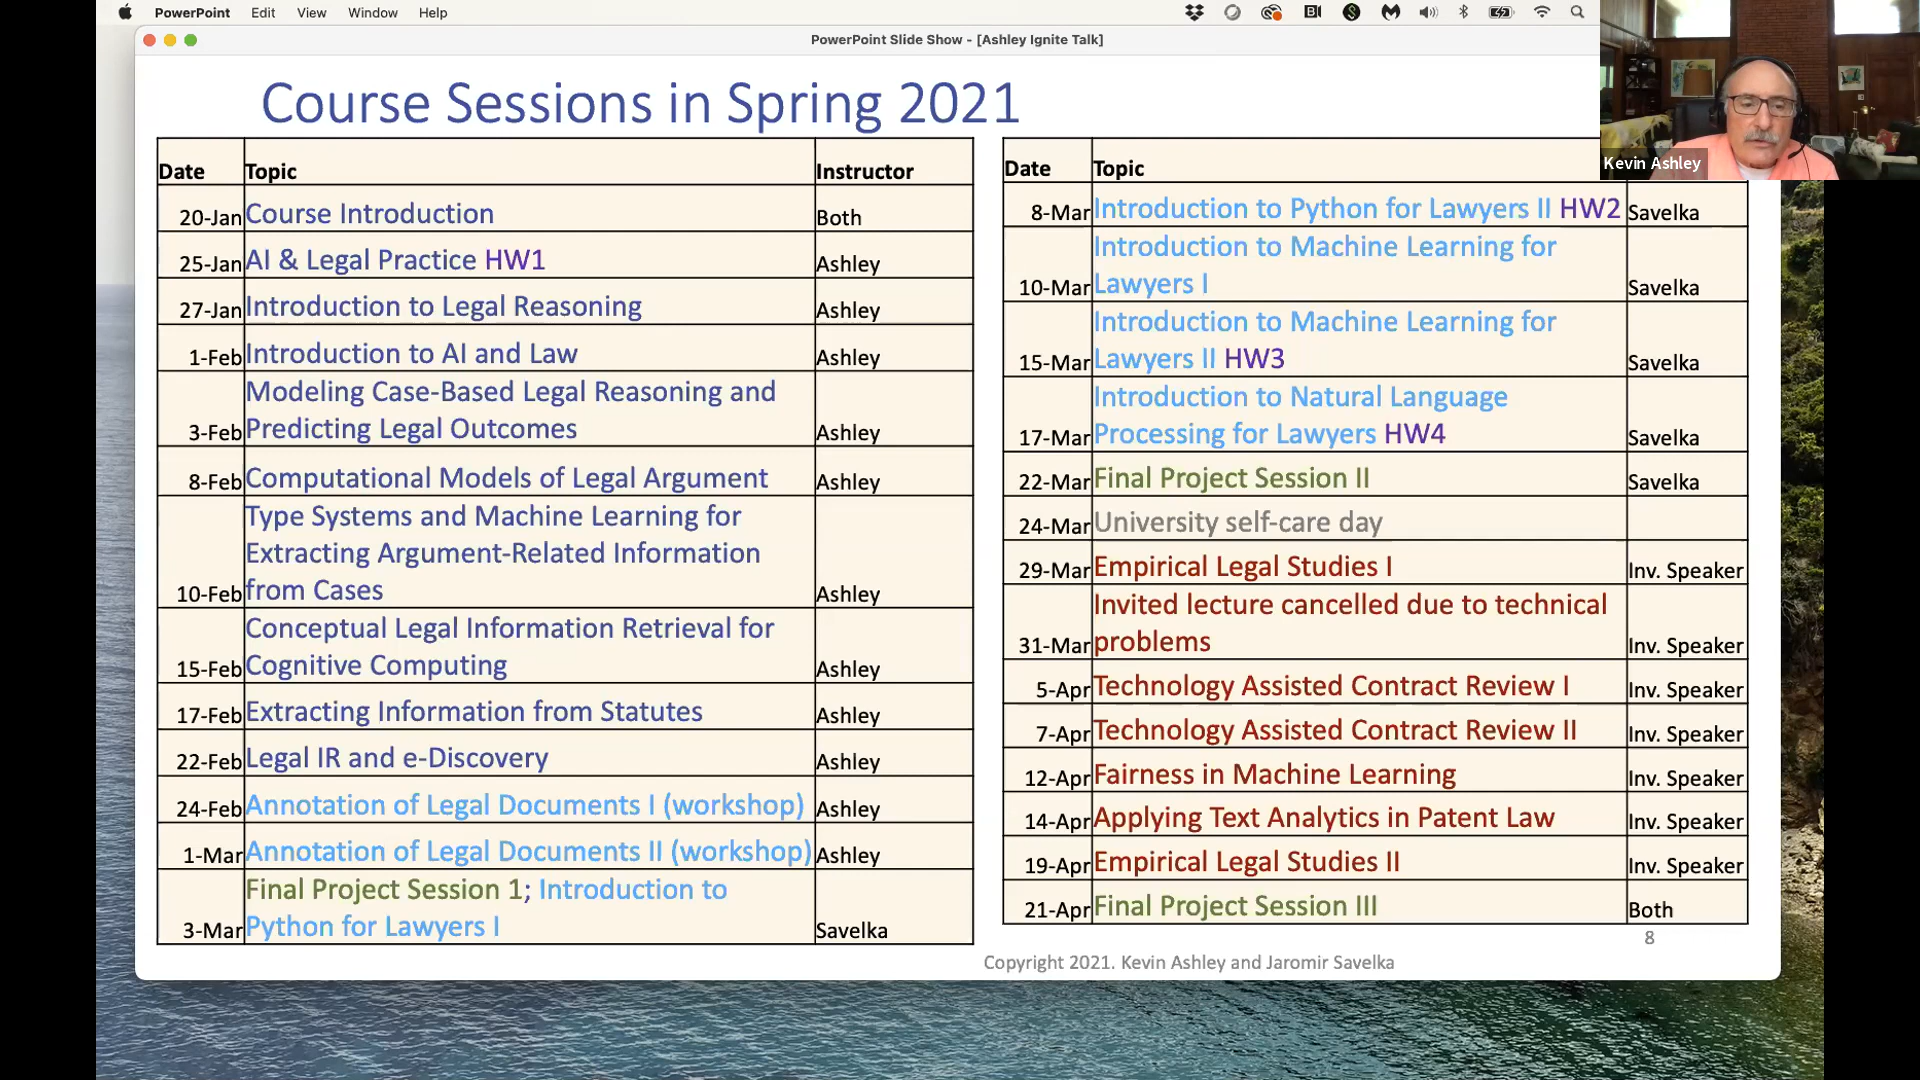 PowerPoint Edit View Window Help
PowerPoint Slide Show - [Ashley Ignite Talk]
Course Sessions in Spring 2021
Date Topic Instructor
20-Jan Course Introduction Both
25-Jan AI & Legal Practice HW1 Ashley
27-Jan Introduction to Legal Reasoning Ashley
1-Feb Introduction to AI and Law Ashley
Modeling Case-Based Legal Reasoning and
3-Feb Predicting Legal Outcomes Ashley
8-Feb Computational Models of Legal Argument Ashley
Type Systems and Machine Learning for
Extracting Argument-Related Information
10-Feb from Cases Ashley
Conceptual Legal Information Retrieval for
15-Feb Cognitive Computing Ashley
17-Feb Extracting Information from Statutes Ashley
22-Feb Legal IR and e-Discovery Ashley
24-Feb Annotation of Legal Documents I (workshop) Ashley
1-Mar Annotation of Legal Documents II (workshop) Ashley
Final Project Session 1; Introduction to
3-Mar Python for Lawyers I Savelka
Date Topic
8-Mar Introduction to Python for Lawyers II HW2 Savelka
Introduction to Machine Learning for
10-Mar Lawyers I Savelka
Introduction to Machine Learning for
15-Mar Lawyers II HW3 Savelka
Introduction to Natural Language
17-Mar Processing for Lawyers HW4 Savelka
22-Mar Final Project Session II Savelka
24-Mar University self-care day
29-Mar Empirical Legal Studies I Inv. Speaker
Invited lecture cancelled due to technical
31-Mar problems Inv. Speaker
5-Apr Technology Assisted Contract Review I Inv. Speaker
7-Apr Technology Assisted Contract Review II Inv. Speaker
12-Apr Fairness in Machine Learning Inv. Speaker
14-Apr Applying Text Analytics in Patent Law Inv. Speaker
19-Apr Empirical Legal Studies II Inv. Speaker
21-Apr Final Project Session III Both
8
Copyright 2021. Kevin Ashley and Jaromir Savelka
Kevin Ashley